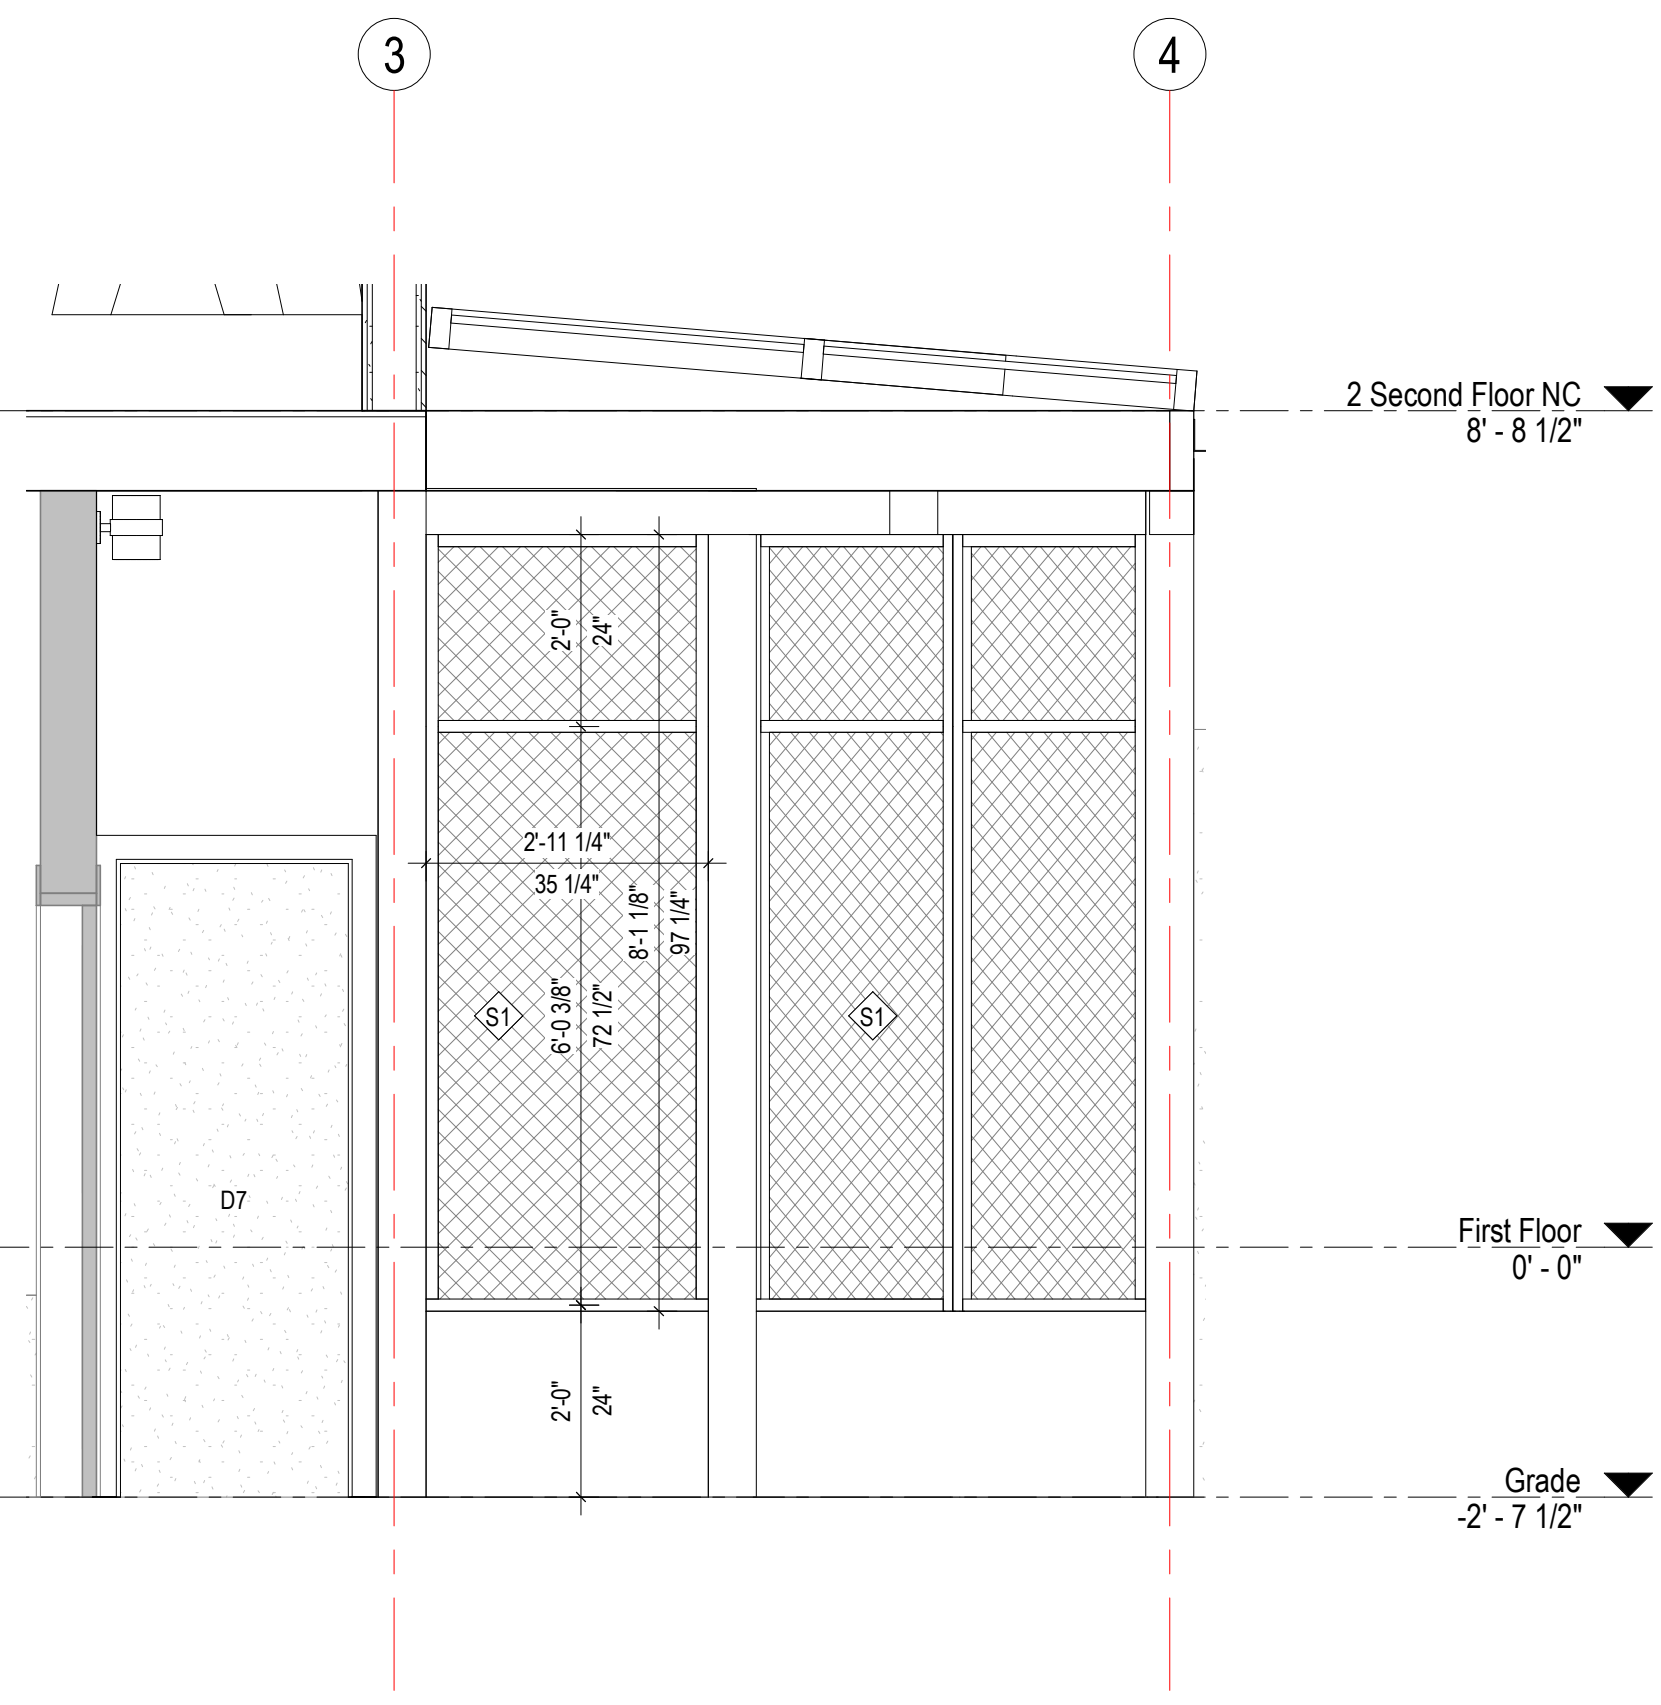 3
4
2 Second Floor NC
8' - 8 1/2"
2'-0"
24"
2'-11 1/4"
35 1/4"
8'-1 1/8"
97 1/4"
6'-0 3/8"
72 1/2"
S1
S1
D7
First Floor
0' - 0"
2'-0"
24"
Grade
-2' - 7 1/2"